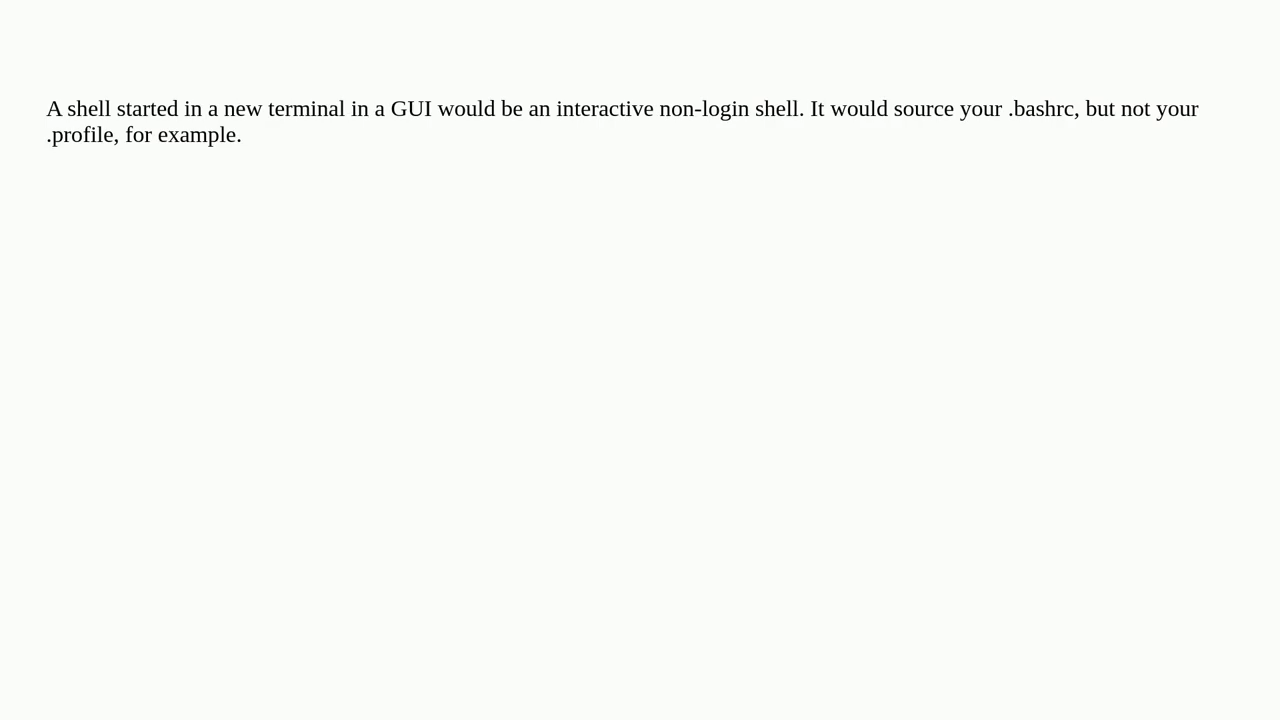 A shell started in a new terminal in a GUI would be an interactive non-login shell. It would source your .bashrc, but not your
.profile, for example.